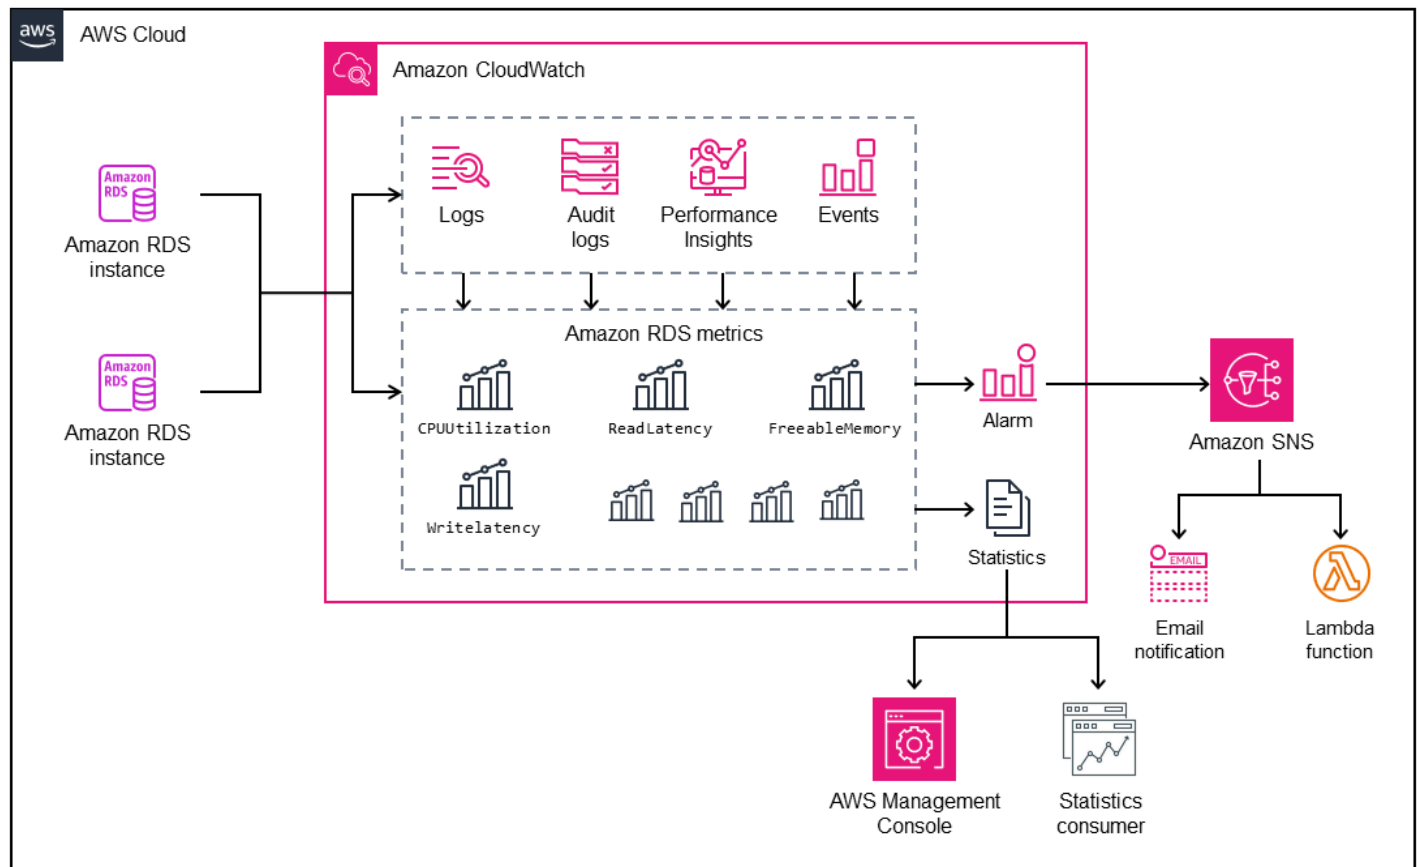 aws
AWS Cloud
Amazon CloudWatch
Amazon
RDS
Amazon RDS
instance
Logs
Audit
logs
Performance
Insights
Events
Amazon RDS metrics
Amazon
RDS
Amazon RDS
instance
CPUUtilization
ReadLatency
FreeableMemory
Alarm
Amazon SNS
Writelatency
Statistics
EMAIL
Email
notification
Lambda
function
AWS Management
Console
Statistics
consumer